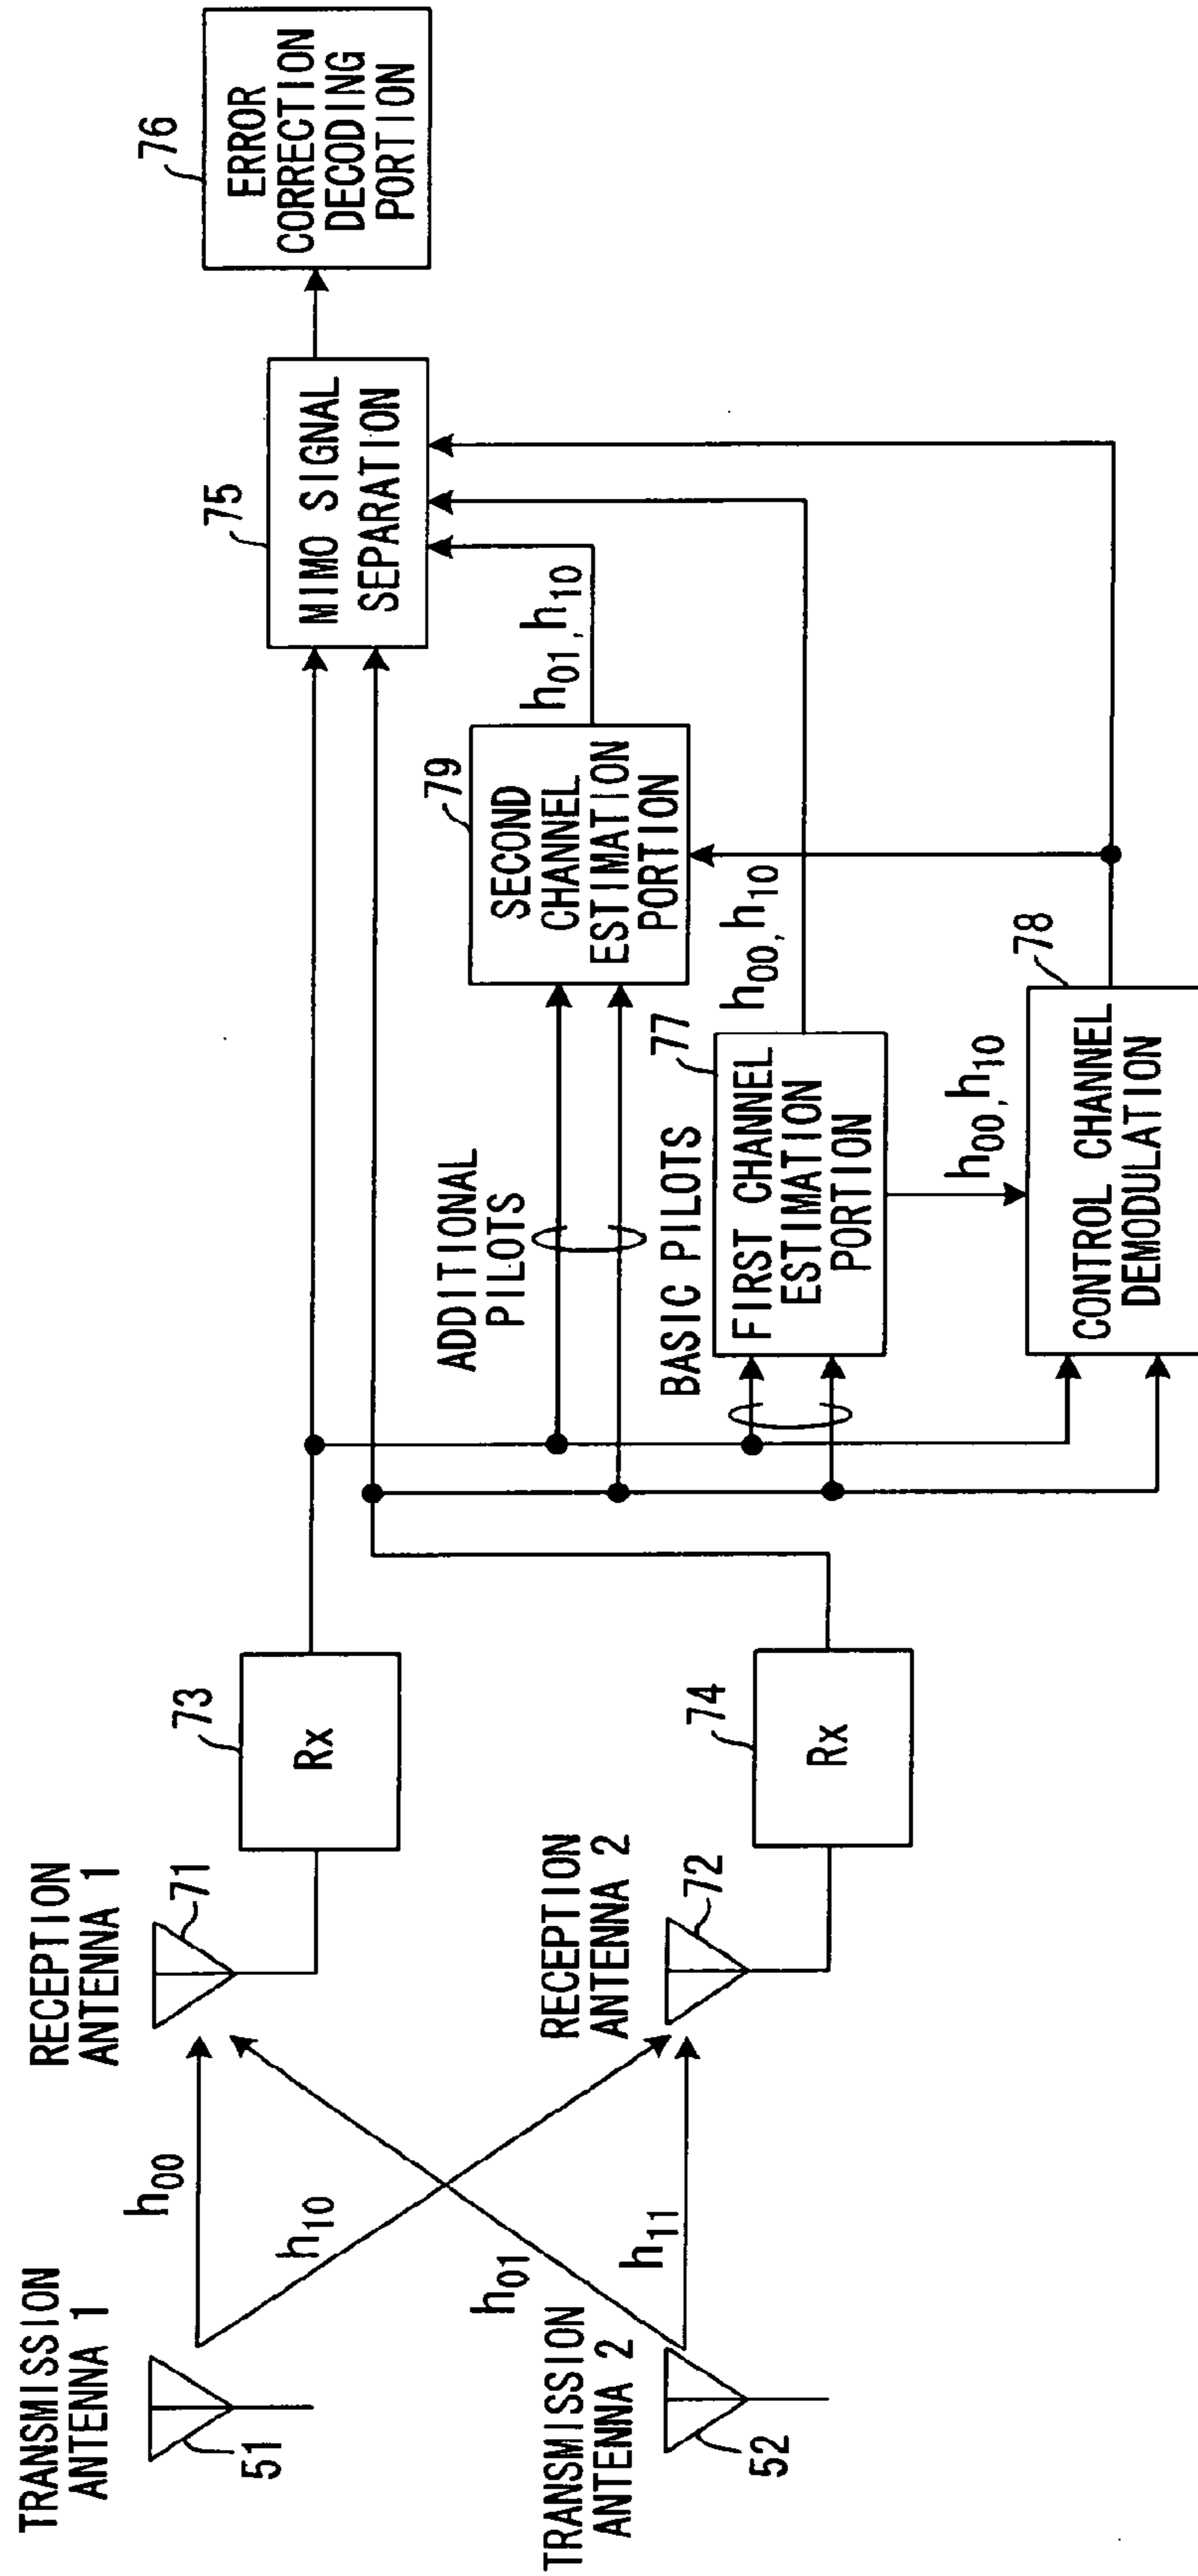 TRANSMISSION
ANTENNA 1
51
TRANSMISSION
ANTENNA 2
52
h00
h10
h01
h11
RECEPTION
ANTENNA 1
71
RECEPTION
ANTENNA 2
72
73
Rx
74
Rx
ADDITIONAL
PILOTS
BASIC PILOTS
77
FIRST CHANNEL
ESTIMATION
PORTION
h00, h10
h00, h10
78
CONTROL CHANNEL
DEMODULATION
79
SECOND
CHANNEL
ESTIMATION
PORTION
h01, h10
75
MIMO SIGNAL
SEPARATION
76
ERROR
CORRECTION
DECODING
PORTION